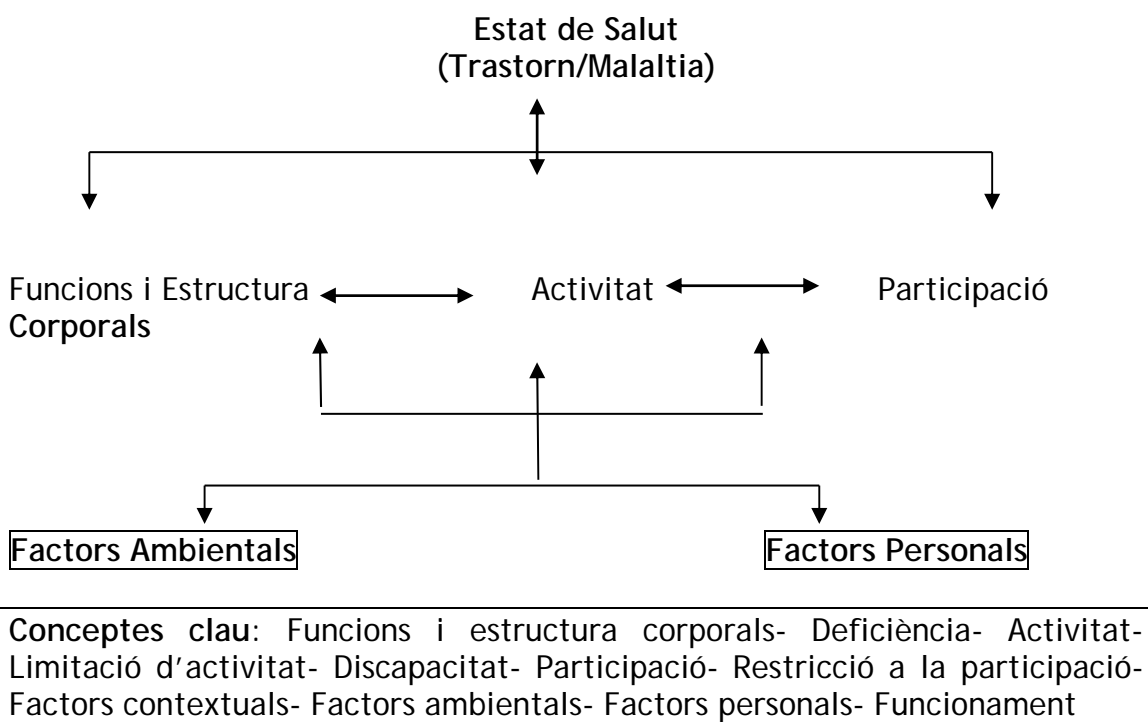 Estat de Salut
(Trastorn/Malaltia)
Funcions i Estructura Activitat Participació
Corporals
Factors Ambientals Factors Personals
Conceptes clau: Funcions i estructura corporals- Deficiència- Activitat-
Limitació d’activitat- Discapacitat- Participació- Restricció a la participació-
Factors contextuals- Factors ambientals- Factors personals- Funcionament